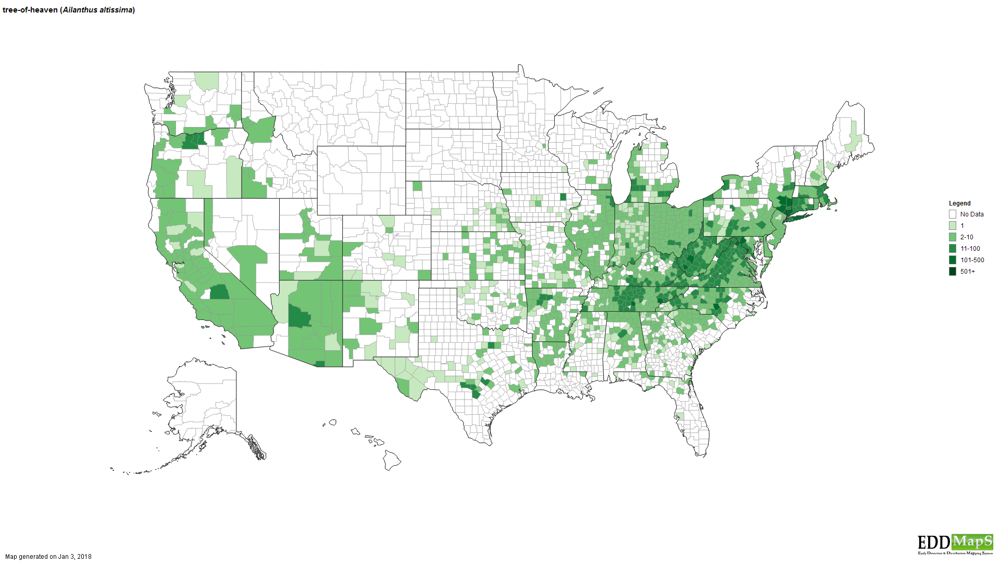 tree-of-heaven (Ailanthus altissima)
Legend
No Data
1
2-10
11-100
101-500
501+
EDDMapS
Early Detection & Distribution Mapping System
Map generated on Jan 3, 2018